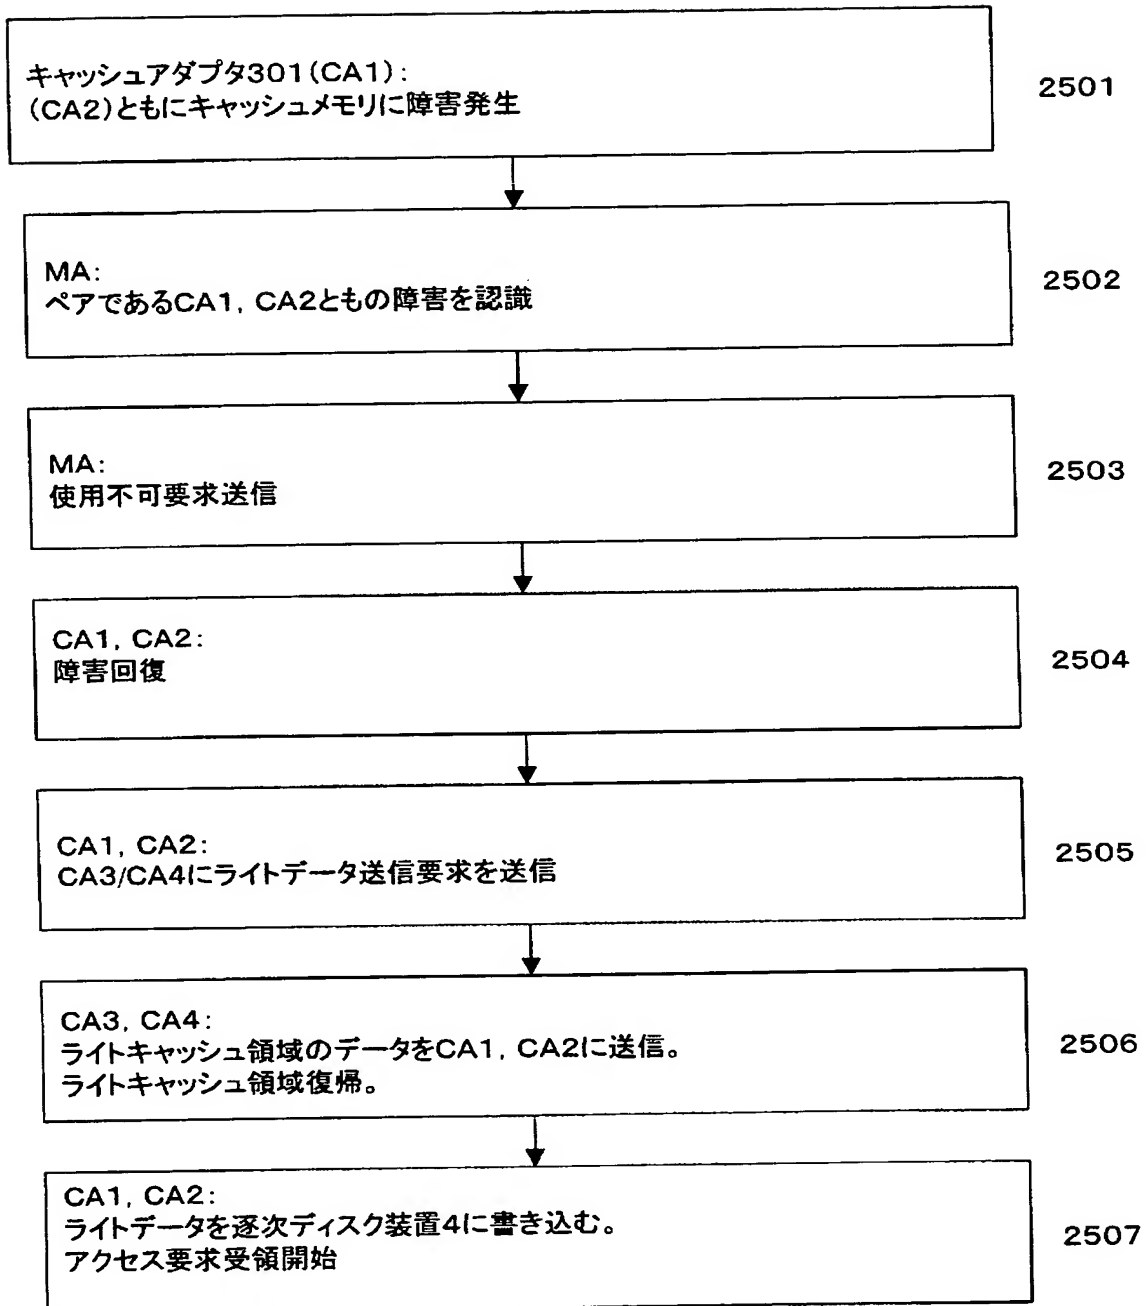 キャッシュアダプタ301(CA1):
(CA2)ともにキャッシュメモリに障害発生
2501
MA:
ペアであるCA1, CA2ともの障害を認識
2502
MA:
使用不可要求送信
2503
CA1, CA2:
障害回復
2504
CA1, CA2:
CA3/CA4にライトデータ送信要求を送信
2505
CA3, CA4:
ライトキャッシュ領域のデータをCA1, CA2に送信。
ライトキャッシュ領域復帰。
2506
CA1, CA2:
ライトデータを逐次ディスク装置4に書き込む。
アクセス要求受領開始
2507